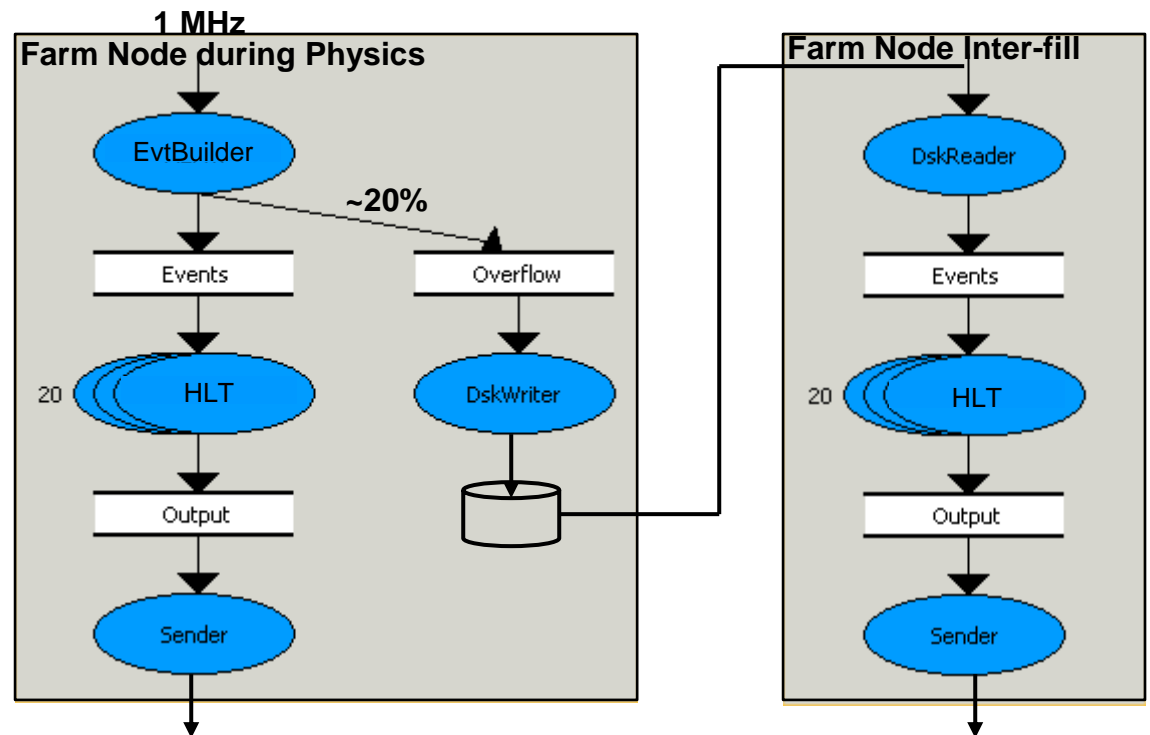 1 MHz
Farm Node during Physics
EvtBuilder
~20%
Events
Overflow
20
HLT
DskWriter
Output
Sender
Farm Node Inter-fill
DskReader
Events
20
HLT
Output
Sender